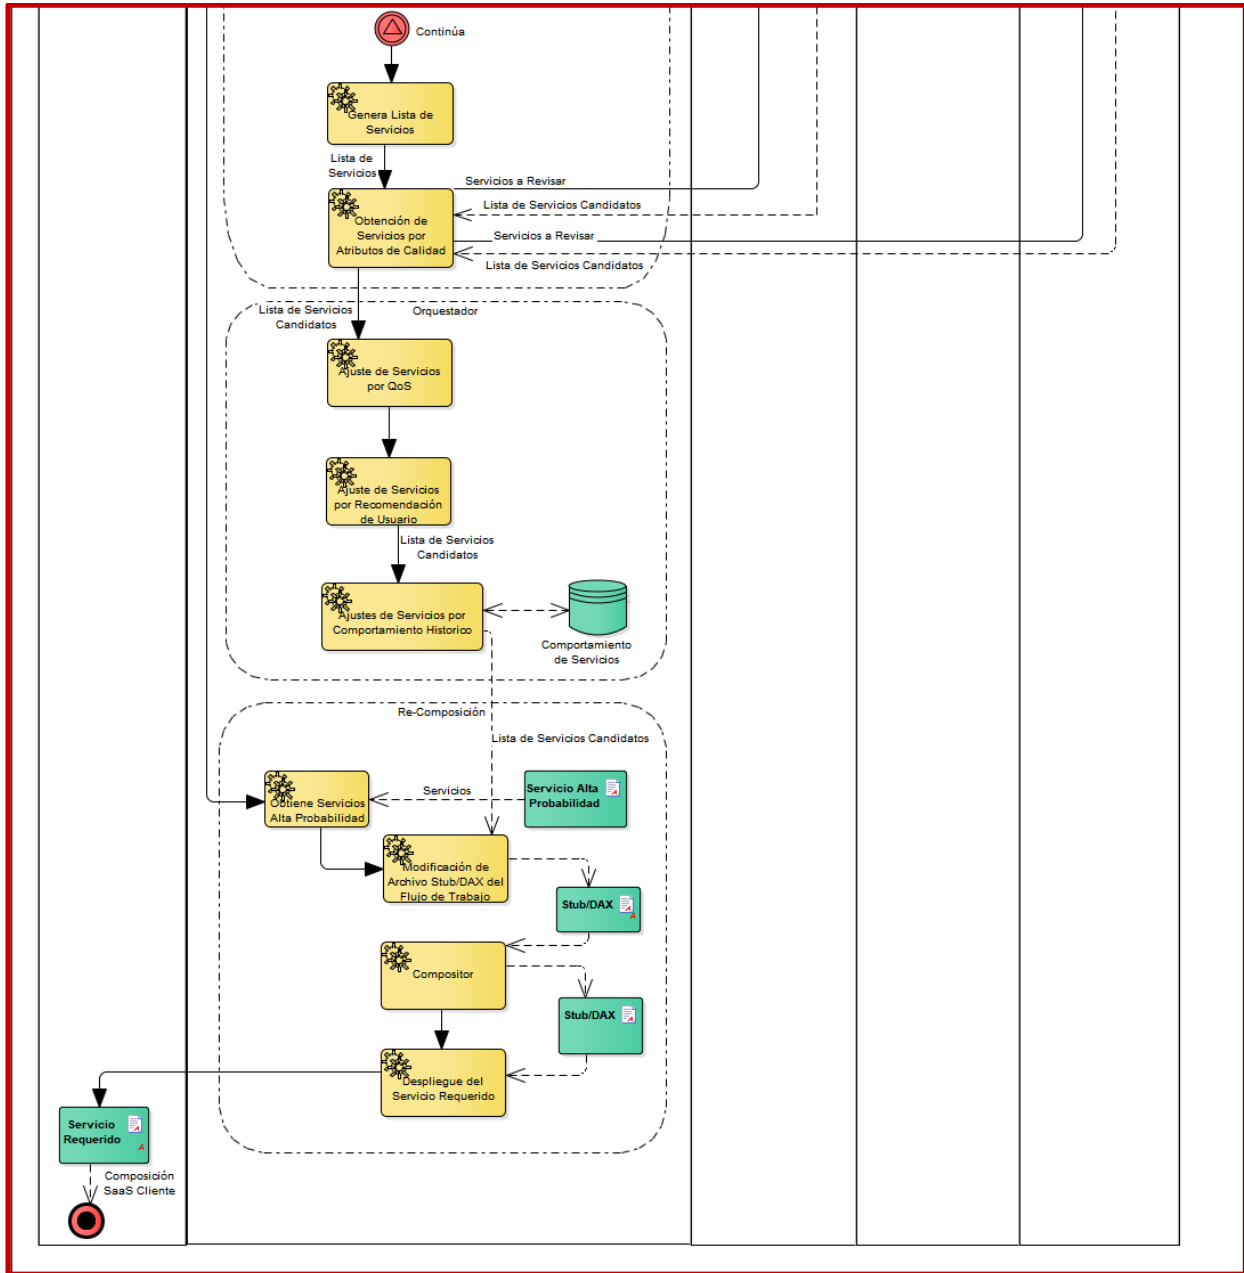 Continúa
Genera Lista de
Servicios
Lista de
Servicios
Servicios a Revisar
Lista de Servicios Candidatos
Obtención de
Servicios por
Atributos de Calidad
Servicios a Revisar
Lista de Servicios Candidatos
Lista de Servicios
Candidatos
Orquestador
Ajuste de Servicios
por QoS
Ajuste de Servicios
por Recomendación
de Usuario
Lista de Servicios
Candidatos
Ajustes de Servicios por
Comportamiento Historico
Comportamiento
de Servicios
Re-Composición
Lista de Servicios Candidatos
Obtiene Servicios
Alta Probabilidad
Servicios
Servicio Alta
Probabilidad
Modificación de
Archivo Stub/DAX del
Flujo de Trabajo
Stub/DAX
Compositor
Stub/DAX
Despliegue del
Servicio Requerido
Servicio
Requerido
Composición
SaaS Cliente